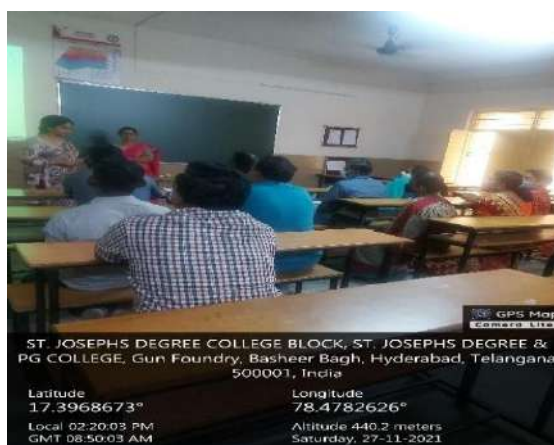 GPS Map
Camera Lite
ST. JOSEPHS DEGREE COLLEGE BLOCK, ST. JOSEPHS DEGREE &
PG COLLEGE, Gun Foundry, Basheer Bagh, Hyderabad, Telangana
500001, India
Latitude
17.3968673°
Longitude
78.4782626°
Local 02:20:03 PM
GMT 08:50:03 AM
Altitude 440.2 meters
Saturday, 27-11-2021